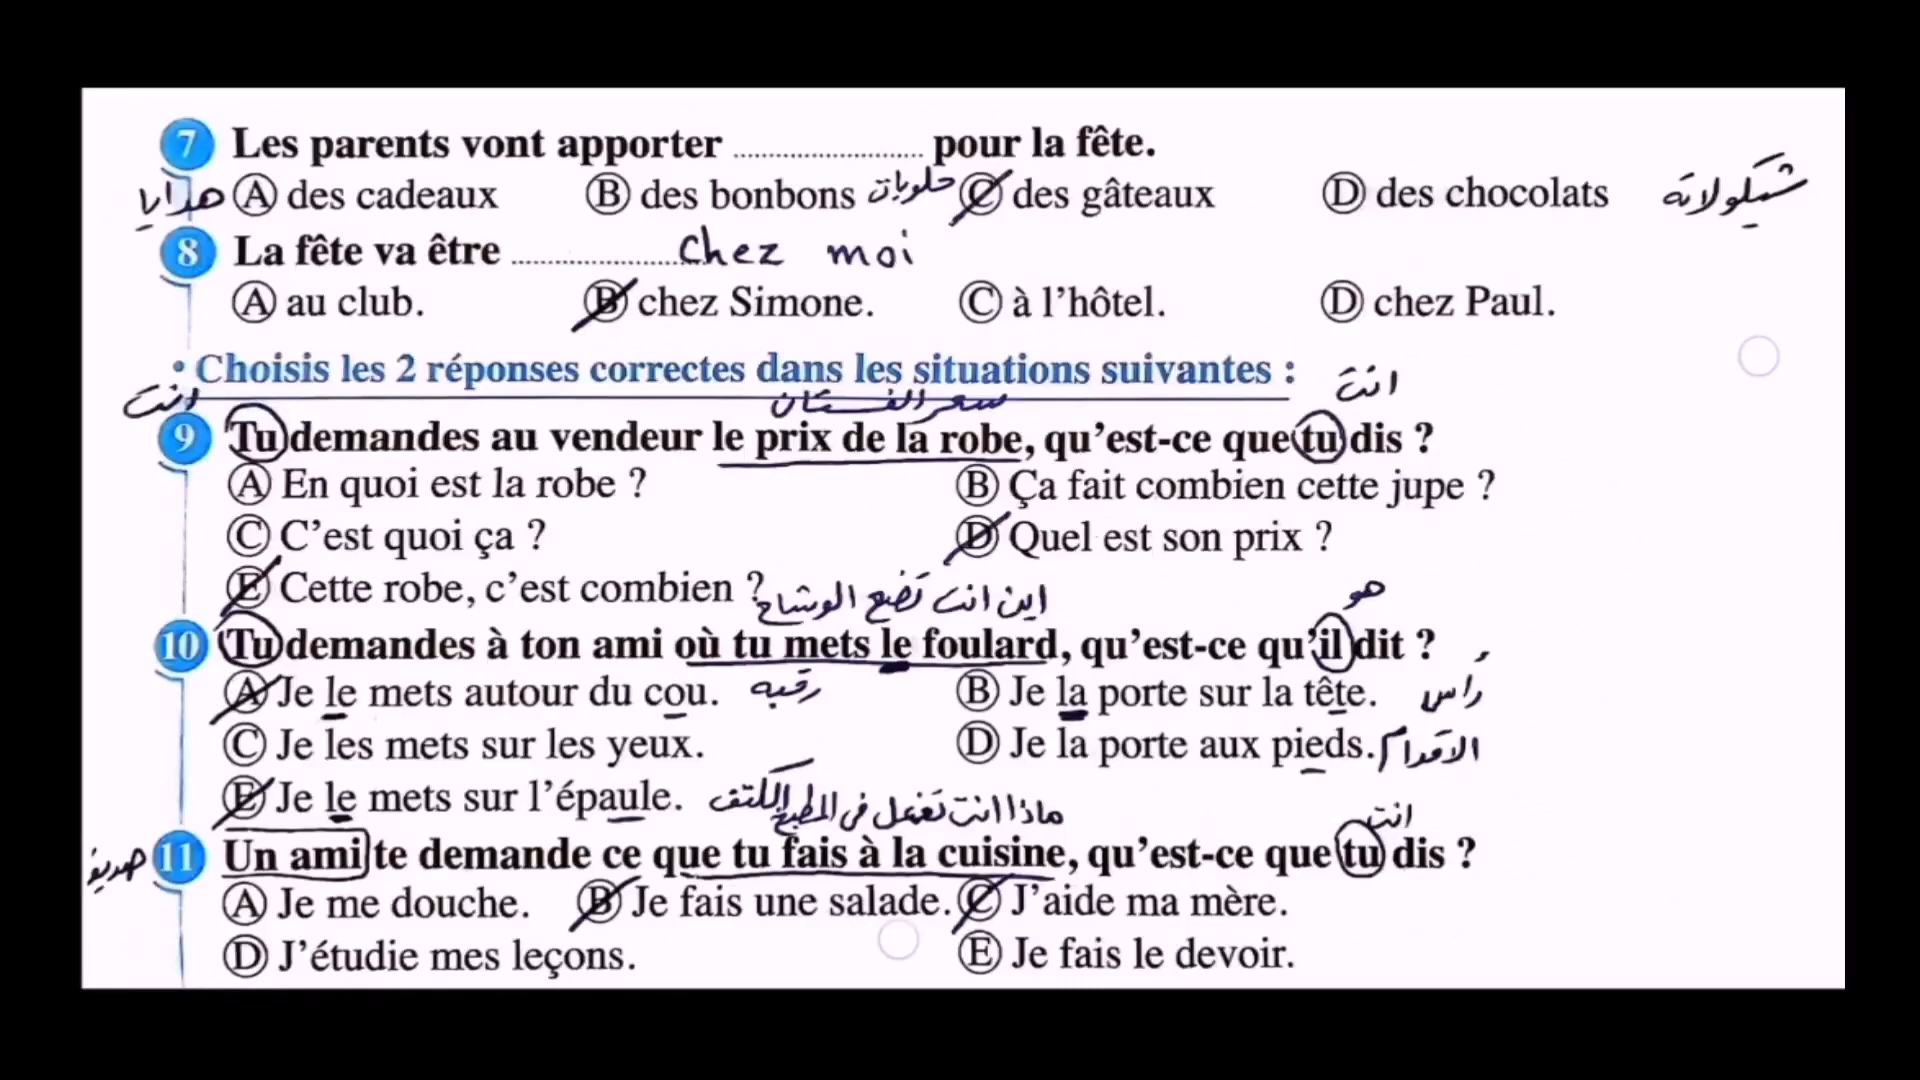 7 Les parents vont apporter ........................ pour la fête.
هدايا A des cadeaux B des bonbons حلويات C des gâteaux D des chocolats شيكولاته
8 La fête va être ........................ chez moi
A au club. B chez Simone. C à l'hôtel. D chez Paul.
• Choisis les 2 réponses correctes dans les situations suivantes :
انت سعر الفستان انت
9 Tu demandes au vendeur le prix de la robe, qu'est-ce que tu dis ?
A En quoi est la robe ? B Ça fait combien cette jupe ?
C C'est quoi ça ? D Quel est son prix ?
E Cette robe, c'est combien ? اين انت تضع الوشاح هو
10 Tu demandes à ton ami où tu mets le foulard, qu'est-ce qu'il dit ?
A Je le mets autour du cou. رقبه B Je la porte sur la tête. رأس
C Je les mets sur les yeux. D Je la porte aux pieds. الاقدام
E Je le mets sur l'épaule. الكتف ماذا انت تفعل فى المطبخ انت
صديق 11 Un ami te demande ce que tu fais à la cuisine, qu'est-ce que tu dis ?
A Je me douche. B Je fais une salade. C J'aide ma mère.
D J'étudie mes leçons. E Je fais le devoir.